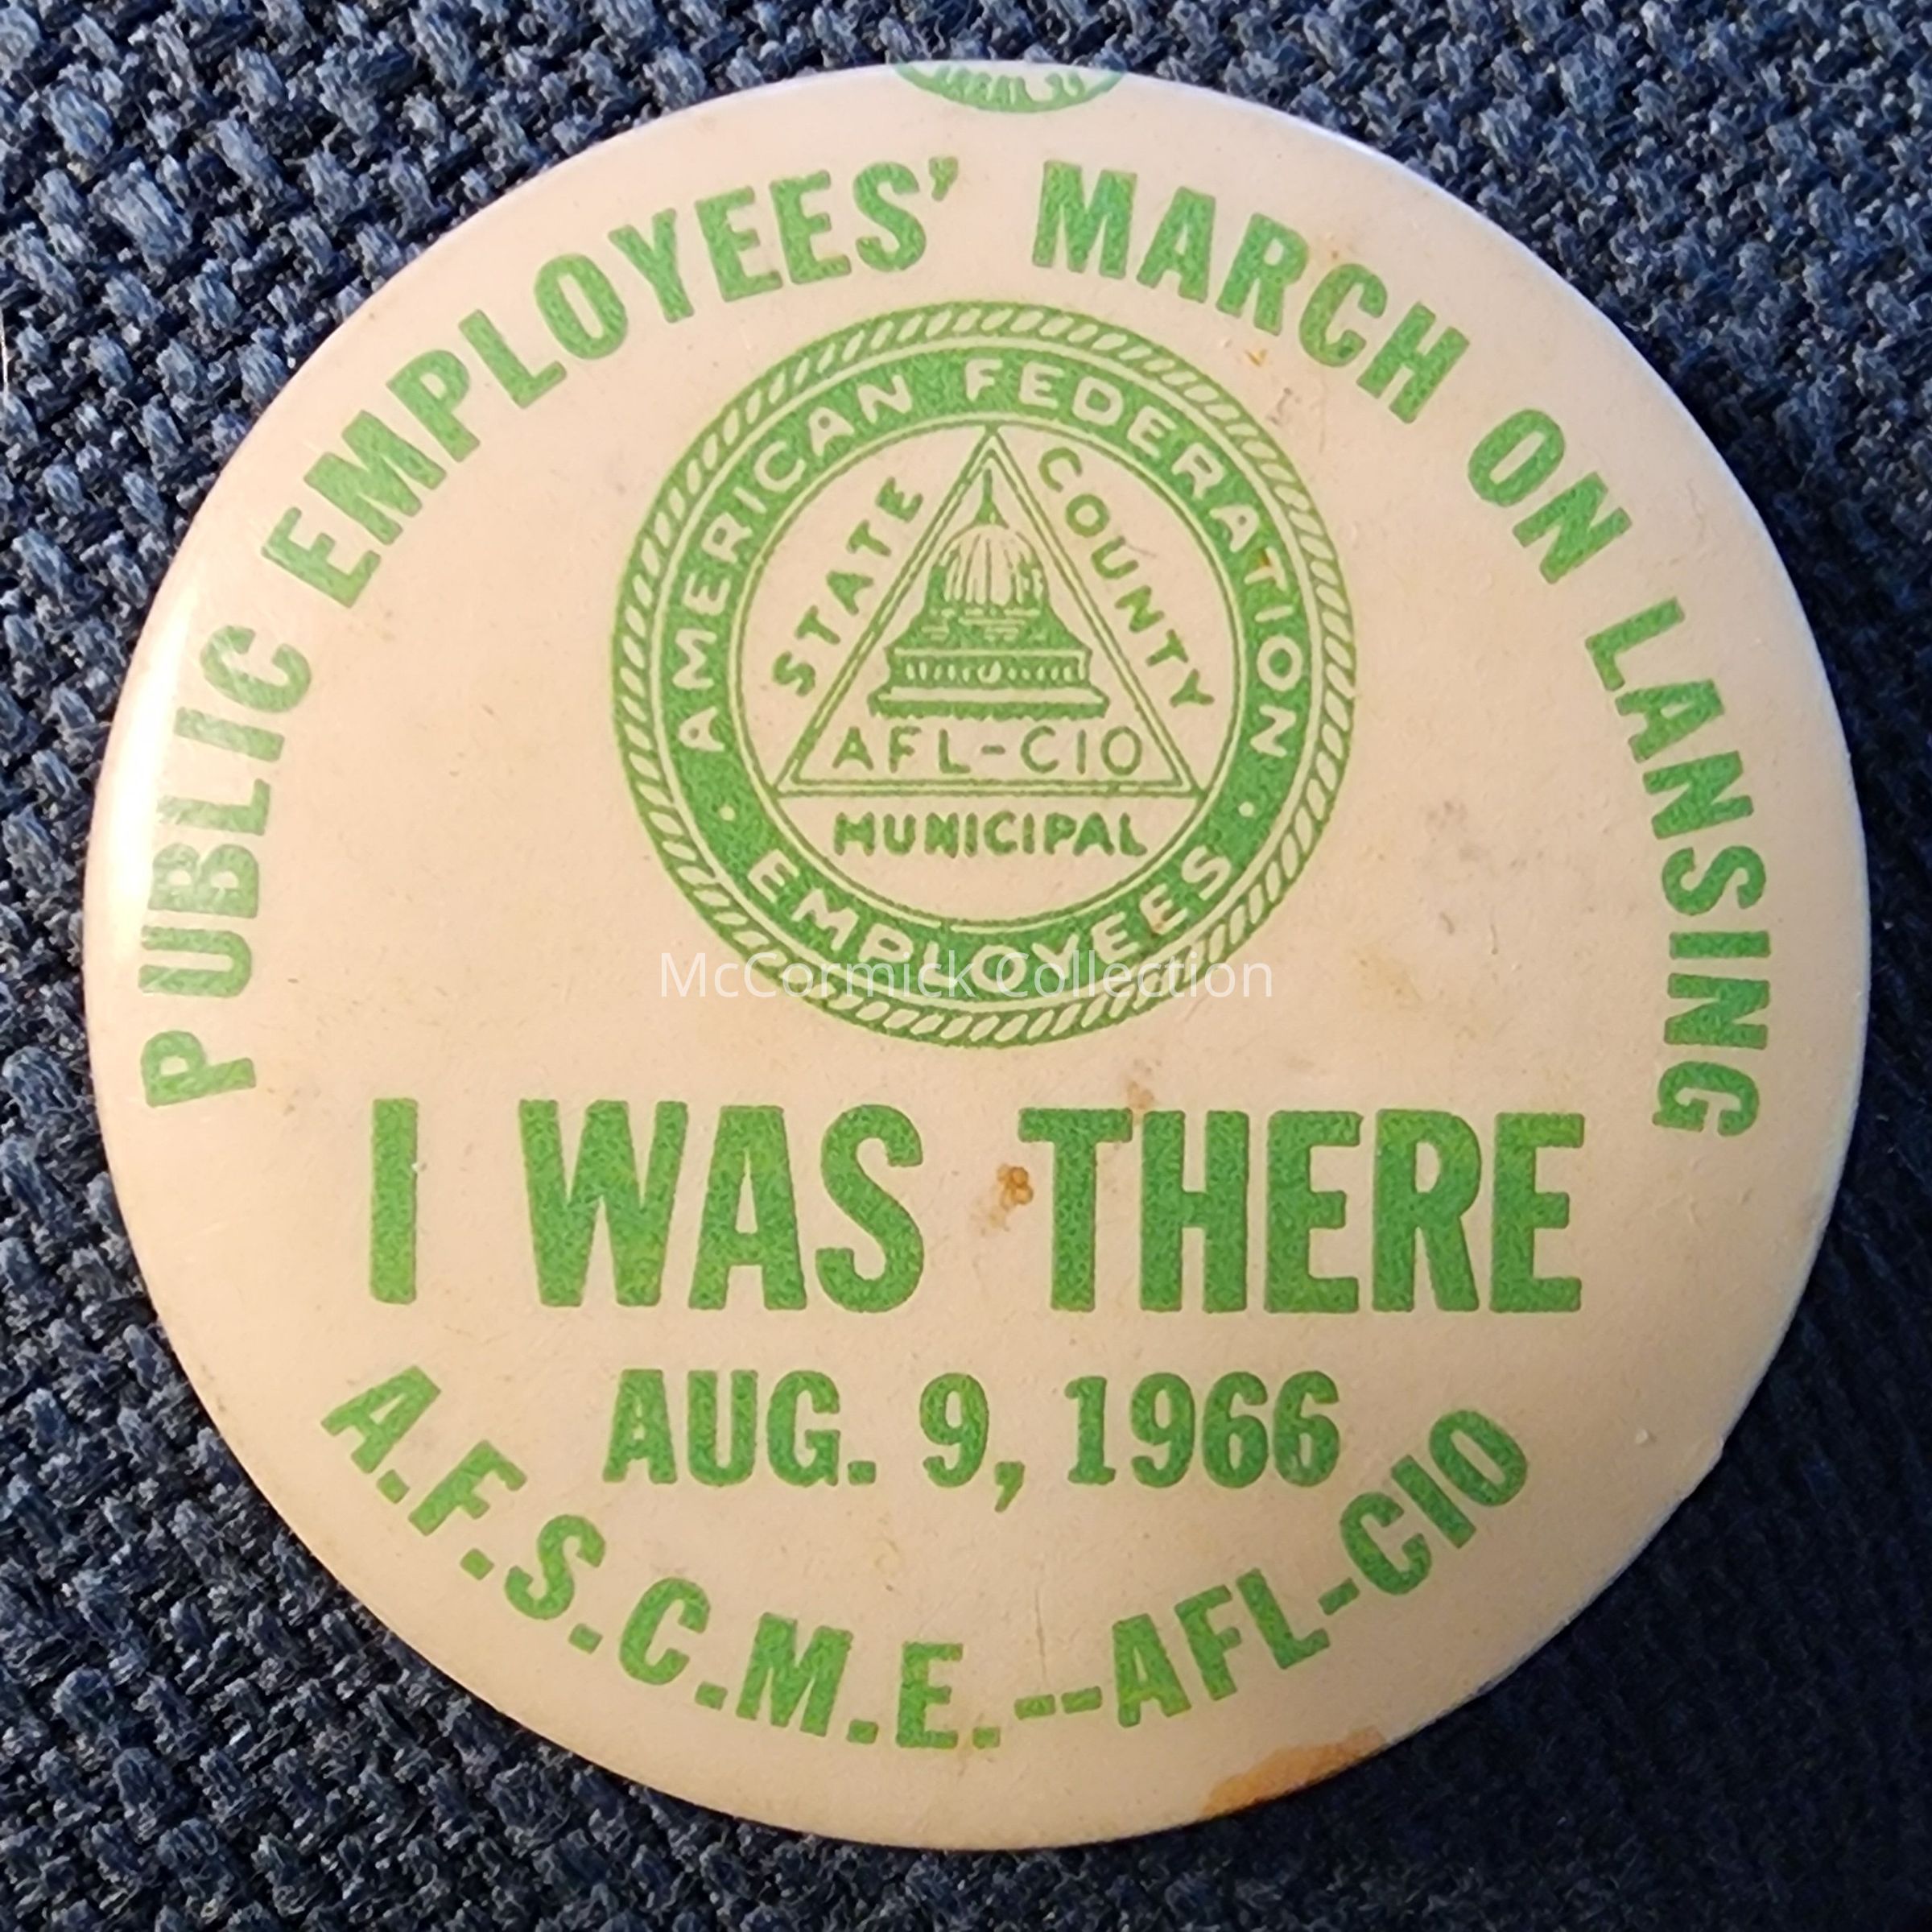 PUBLIC EMPLOYEES' MARCH ON LANSING
AMERICAN FEDERATION
STATE
COUNTY
AFL-CIO
MUNICIPAL
· EMPLOYEES ·
McCormick Collection
I WAS THERE
AUG. 9, 1966
A.F.S.C.M.E.--AFL-CIO